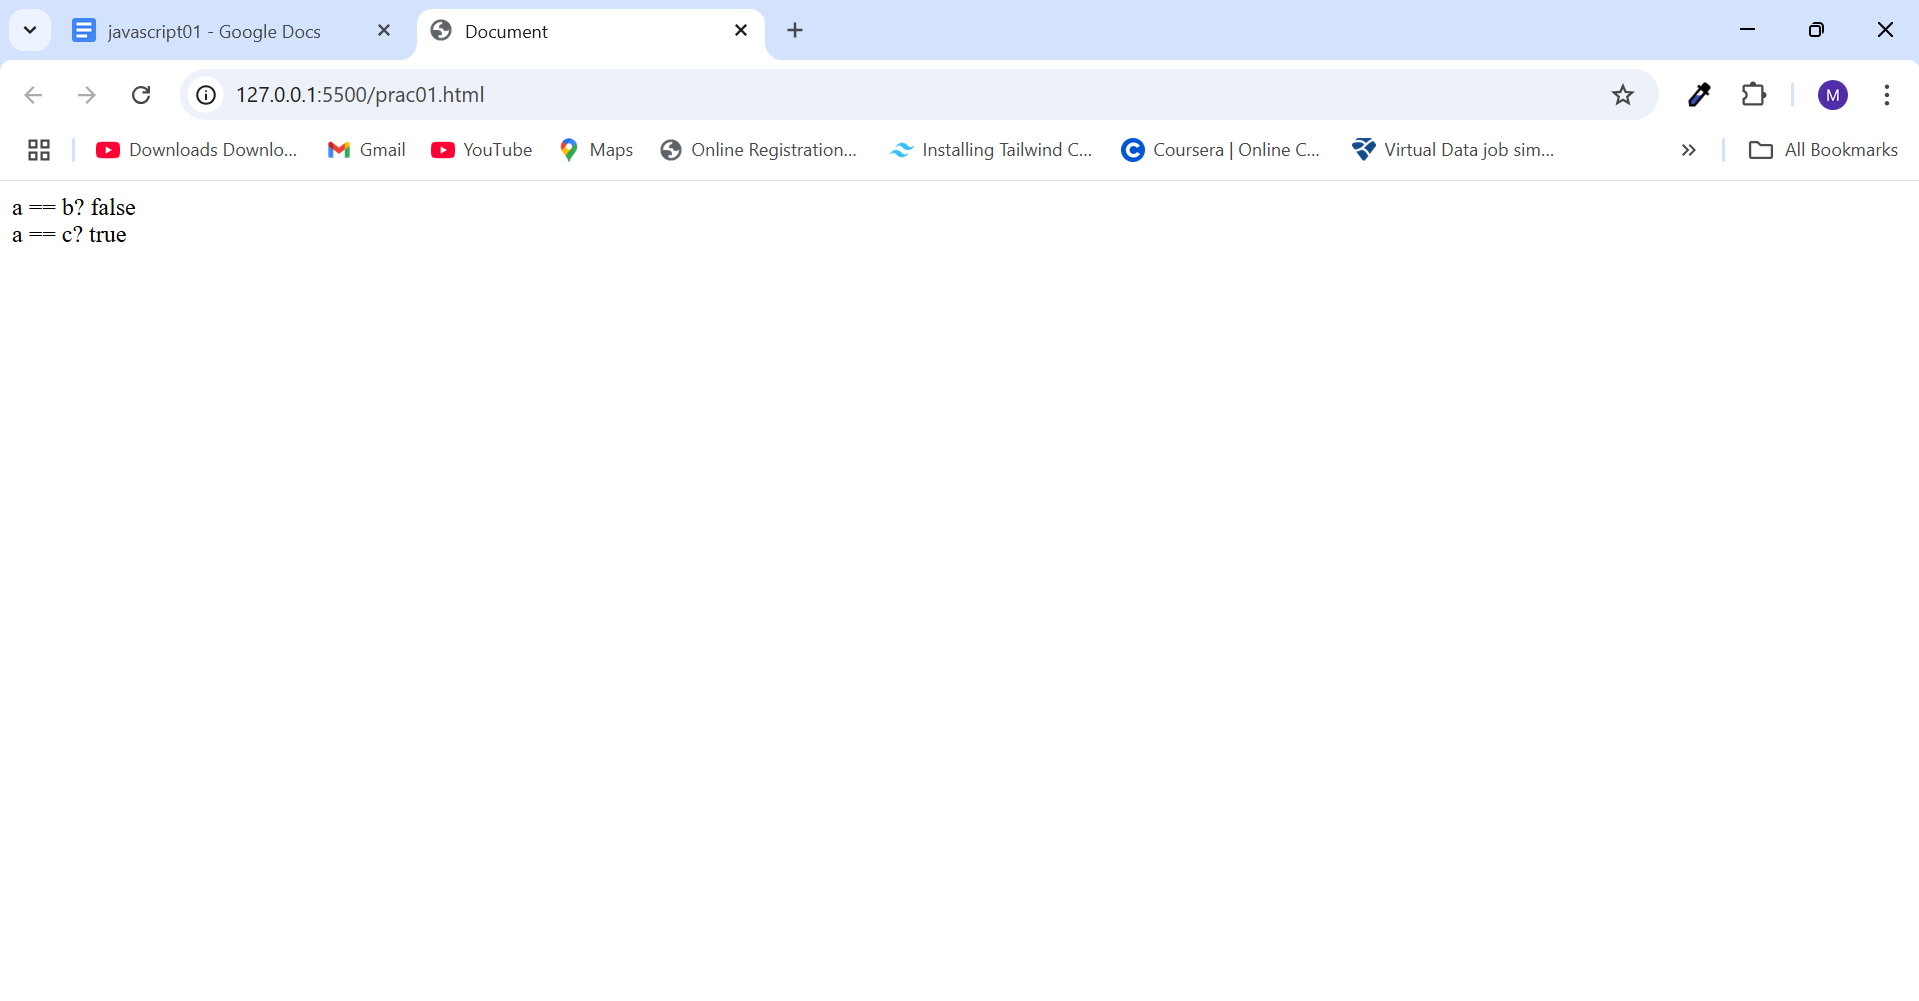 javascript01 - Google Docs
Document
127.0.0.1:5500/prac01.html
M
Downloads Downlo...
Gmail
YouTube
Maps
Online Registration...
Installing Tailwind C...
Coursera | Online C...
Virtual Data job sim...
All Bookmarks
a == b? false
a == c? true